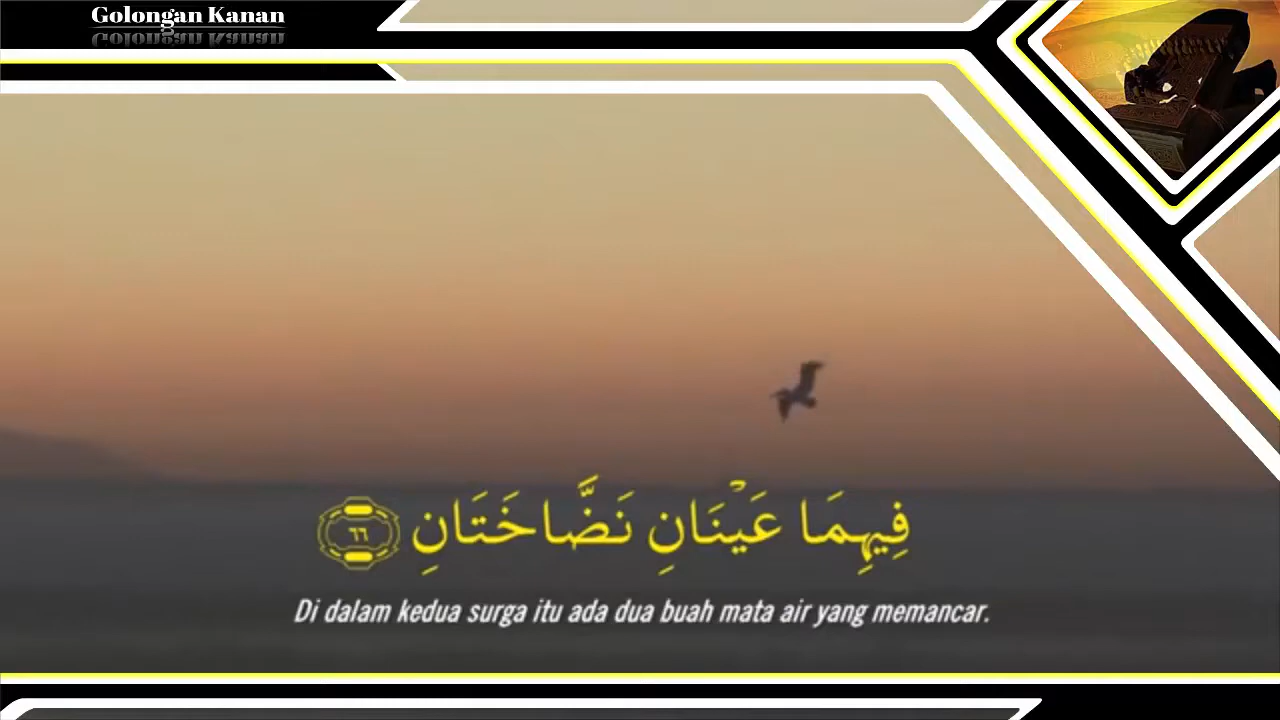 Golongan Kanan
فِيهِمَا عَيْنَانِ نَضَّاخَتَانِ ٦٦
Di dalam kedua surga itu ada dua buah mata air yang memancar.